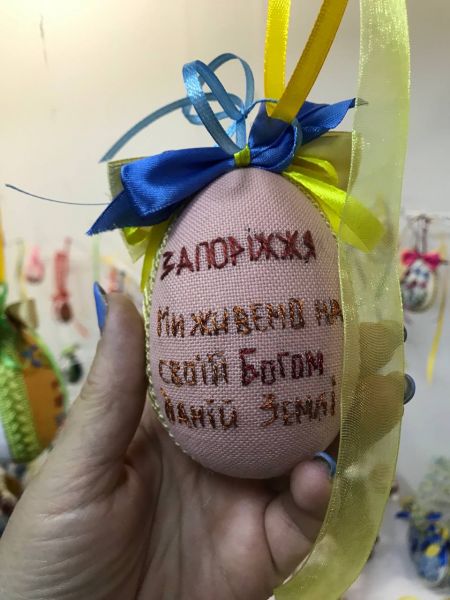 ЗАПОРІЖЖЯ
МИ ЖИВЕМО НА
СВОЇЙ БОГОМ
ДАНІЙ ЗЕМЛІ